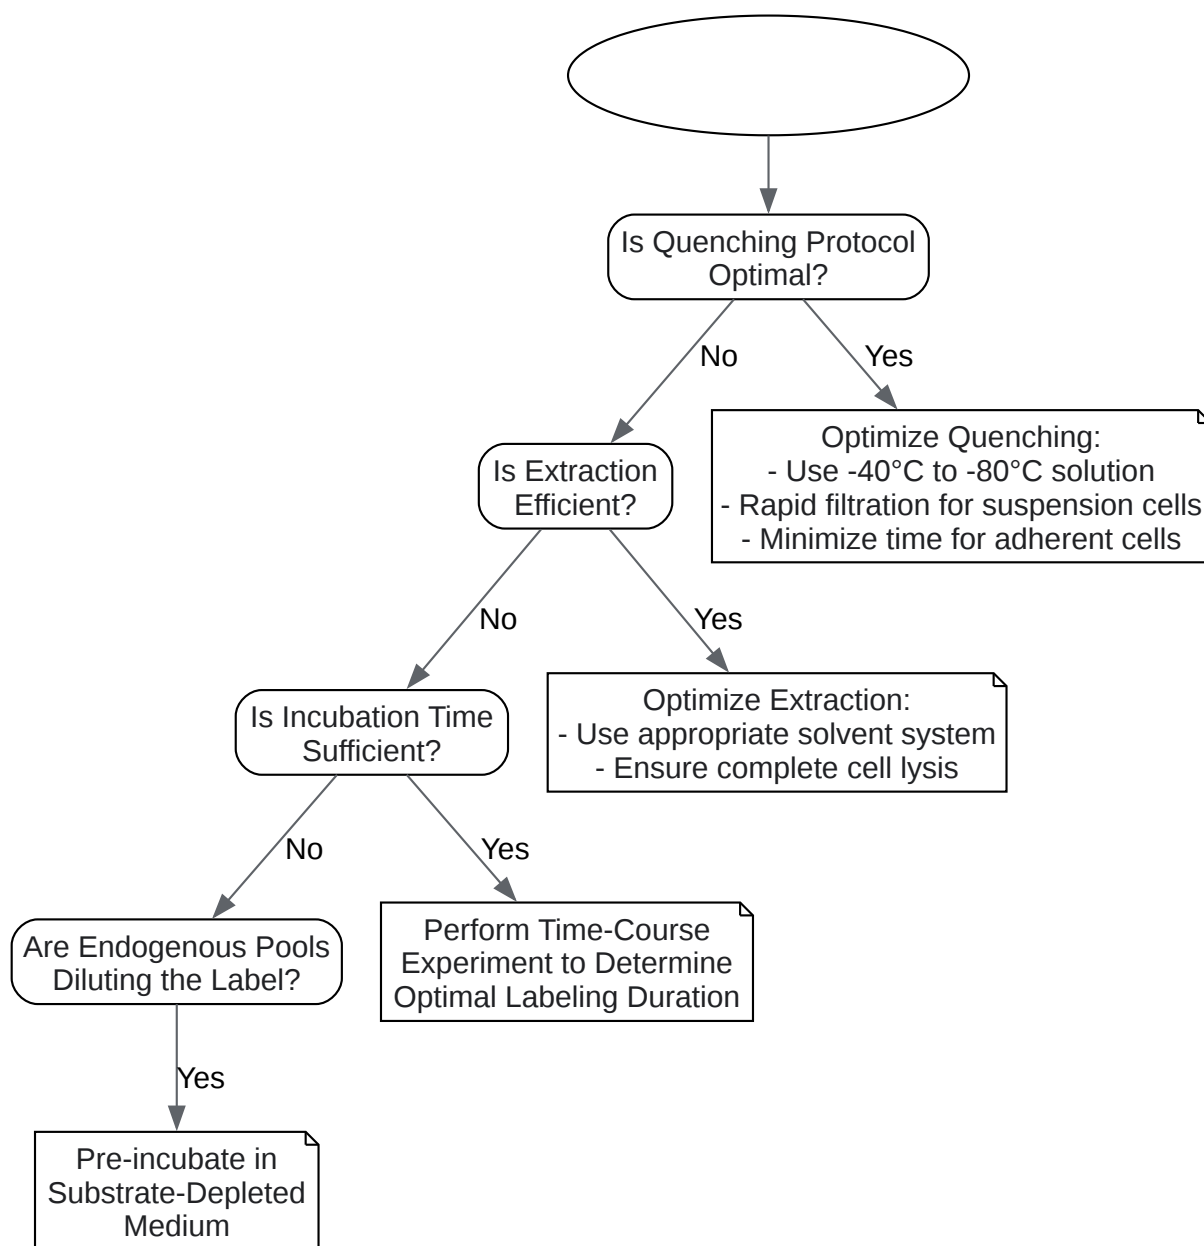 Is Quenching Protocol
Optimal?
No
Yes
Optimize Quenching:
- Use -40°C to -80°C solution
- Rapid filtration for suspension cells
- Minimize time for adherent cells
Is Extraction
Efficient?
No
Yes
Optimize Extraction:
- Use appropriate solvent system
- Ensure complete cell lysis
Is Incubation Time
Sufficient?
No
Yes
Perform Time-Course
Experiment to Determine
Optimal Labeling Duration
Are Endogenous Pools
Diluting the Label?
Yes
Pre-incubate in
Substrate-Depleted
Medium